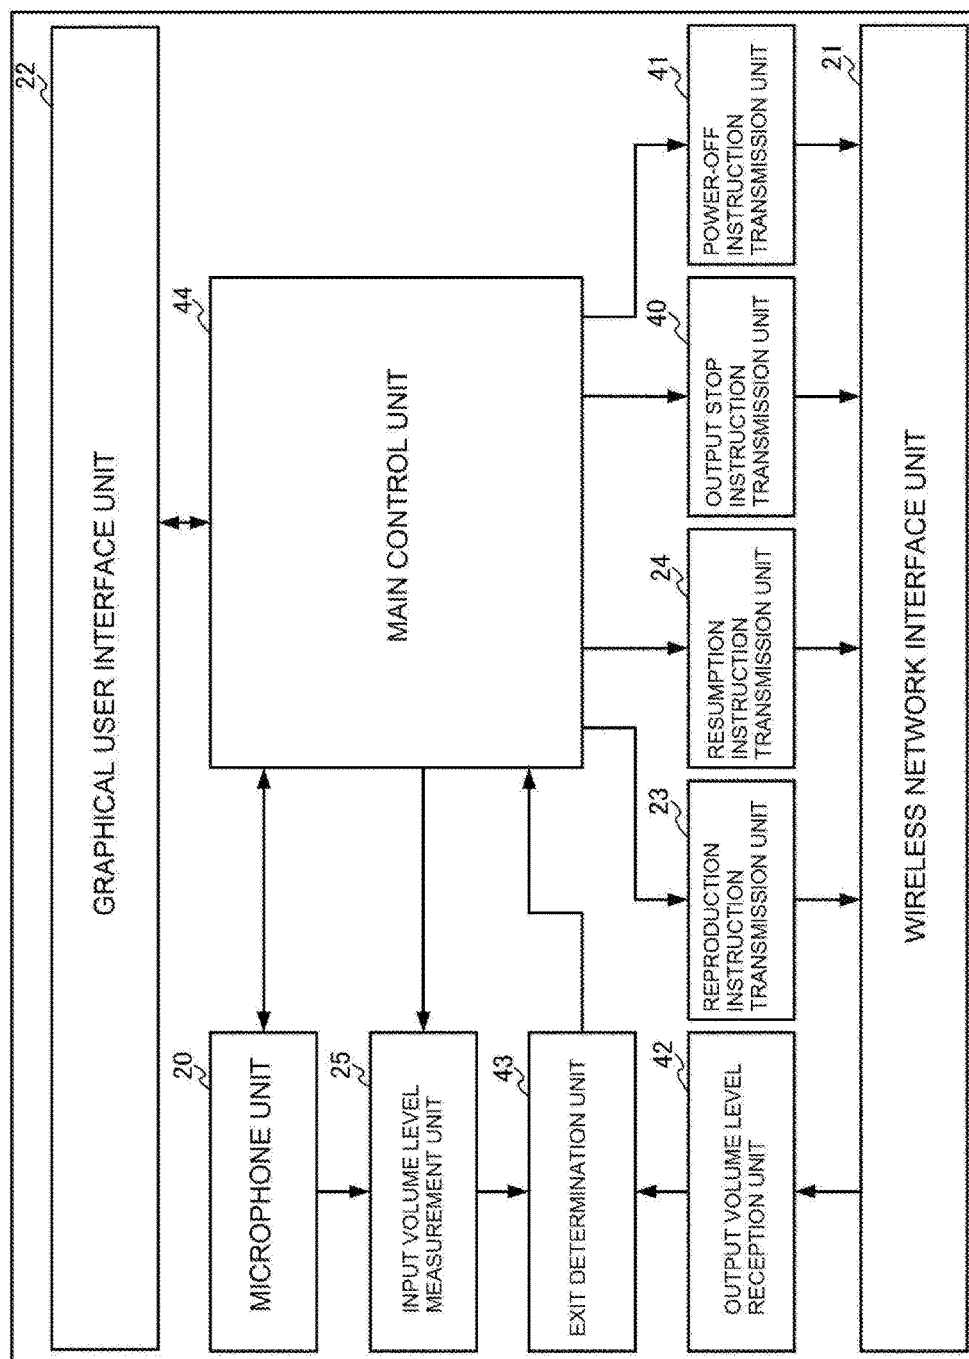 22
GRAPHICAL USER INTERFACE UNIT
20
MICROPHONE UNIT
44
MAIN CONTROL UNIT
25
INPUT VOLUME LEVEL
MEASUREMENT UNIT
43
EXIT DETERMINATION UNIT
42
OUTPUT VOLUME LEVEL
RECEPTION UNIT
23
REPRODUCTION
INSTRUCTION
TRANSMISSION UNIT
24
RESUMPTION
INSTRUCTION
TRANSMISSION UNIT
40
OUTPUT STOP
INSTRUCTION
TRANSMISSION UNIT
41
POWER-OFF
INSTRUCTION
TRANSMISSION UNIT
21
WIRELESS NETWORK INTERFACE UNIT